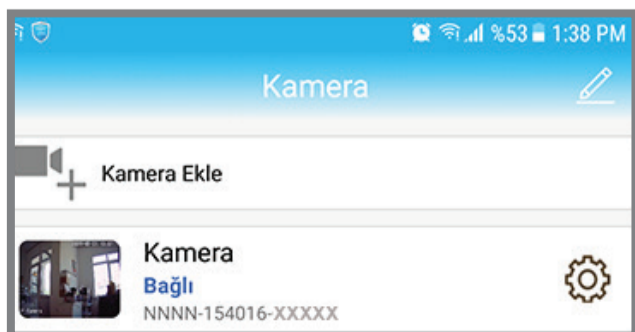 %53 1:38 PM
Kamera
Kamera Ekle
Kamera
Bağlı
NNNN-154016-XXXXX